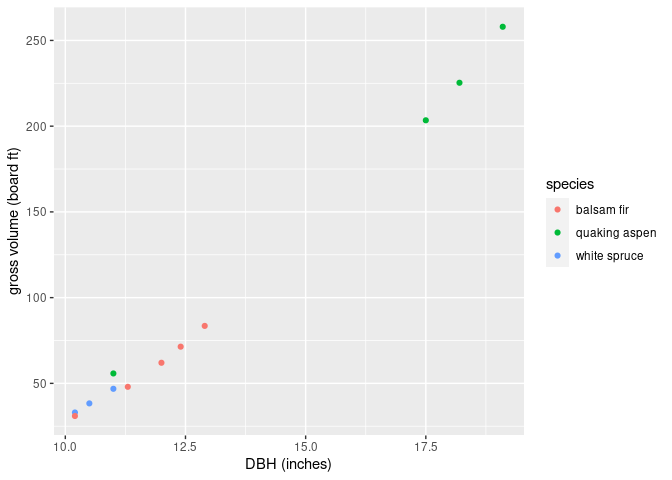 250
200
150
100
50
gross volume (board ft)
10.0
12.5
15.0
17.5
DBH (inches)
species
balsam fir
quaking aspen
white spruce